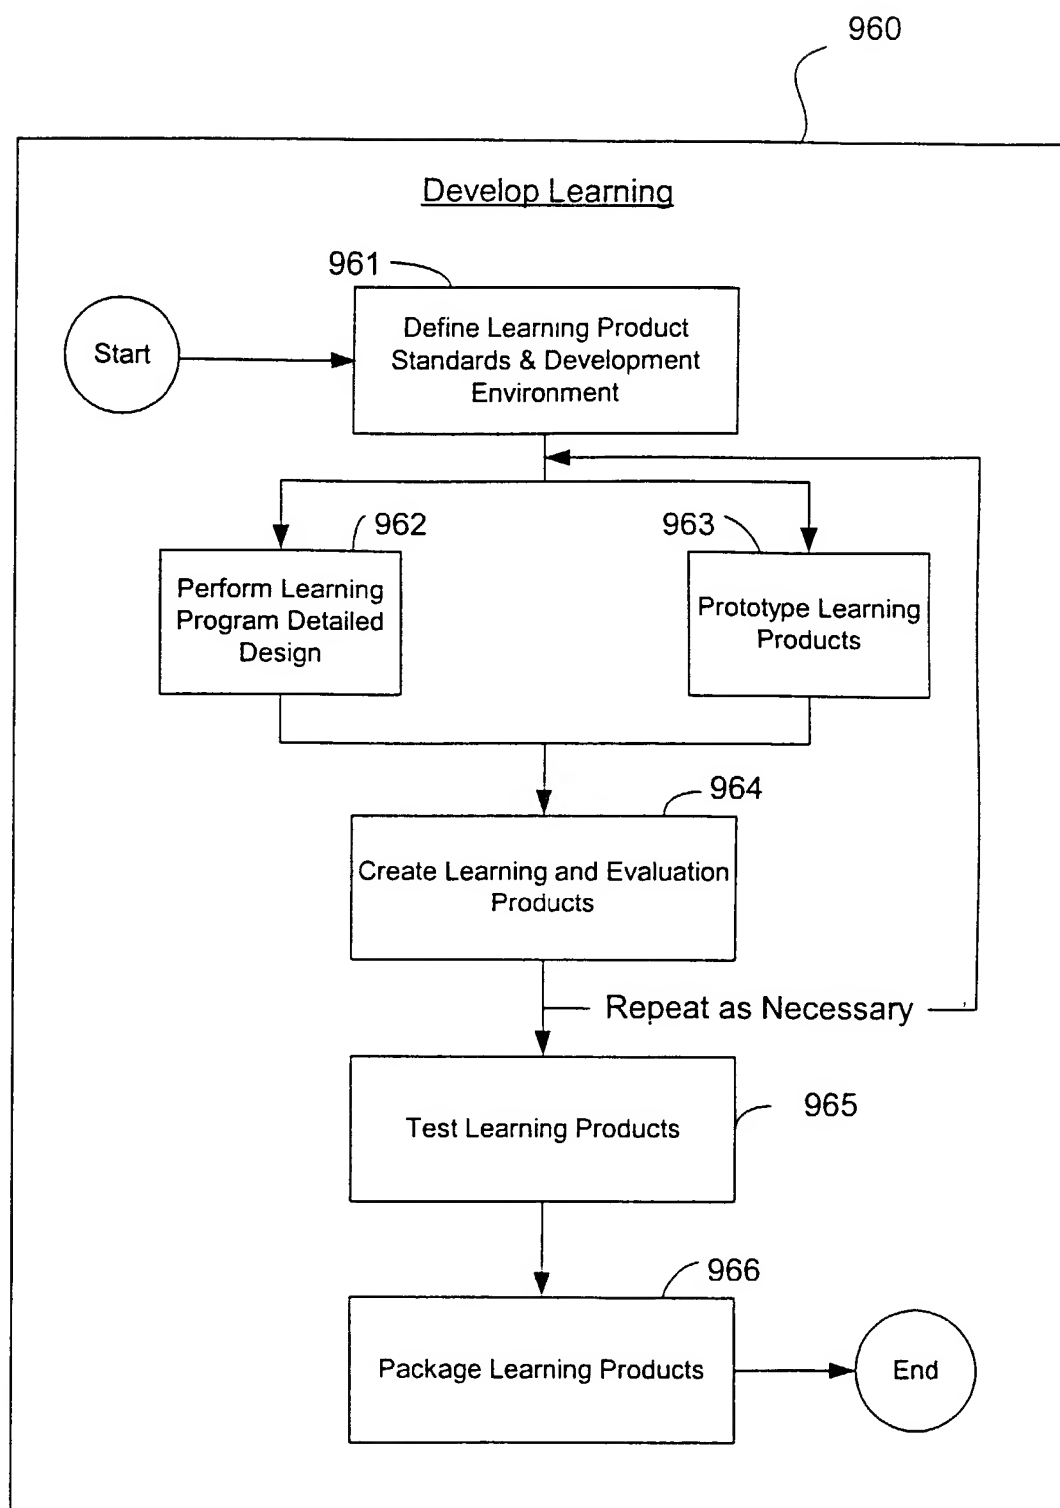 960
Develop Learning
961
Start
Define Learning Product
Standards & Development
Environment
962
963
Perform Learning
Program Detailed
Design
Prototype Learning
Products
964
Create Learning and Evaluation
Products
Repeat as Necessary
965
Test Learning Products
966
Package Learning Products
End